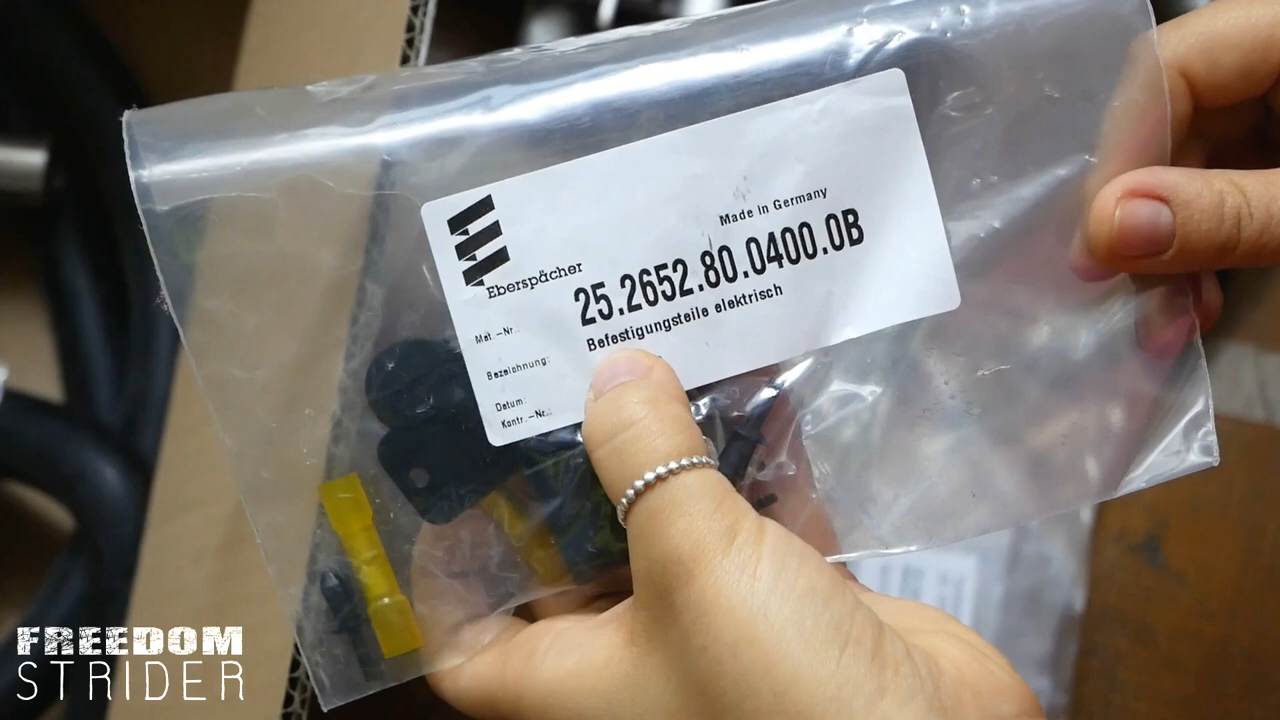 Made in Germany
Eberspächer
25.2652.80.0400.0B
Mat.-Nr.:
Befestigungsteile elektrisch
Bezeichnung:
Datum:
Kontr.-Nr.:
FREEDOM
STRIDER